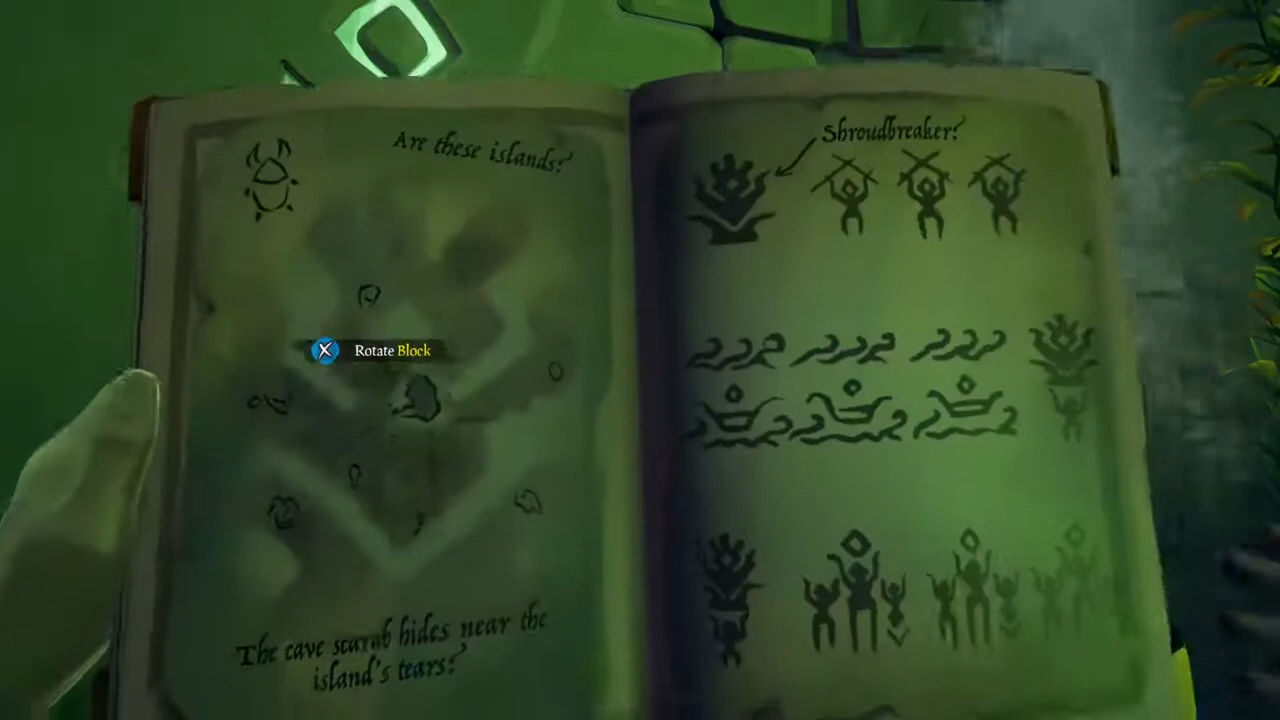 Are these islands?
Shroudbreaker?
X Rotate Block
The cave scarab hides near the
island's tears?